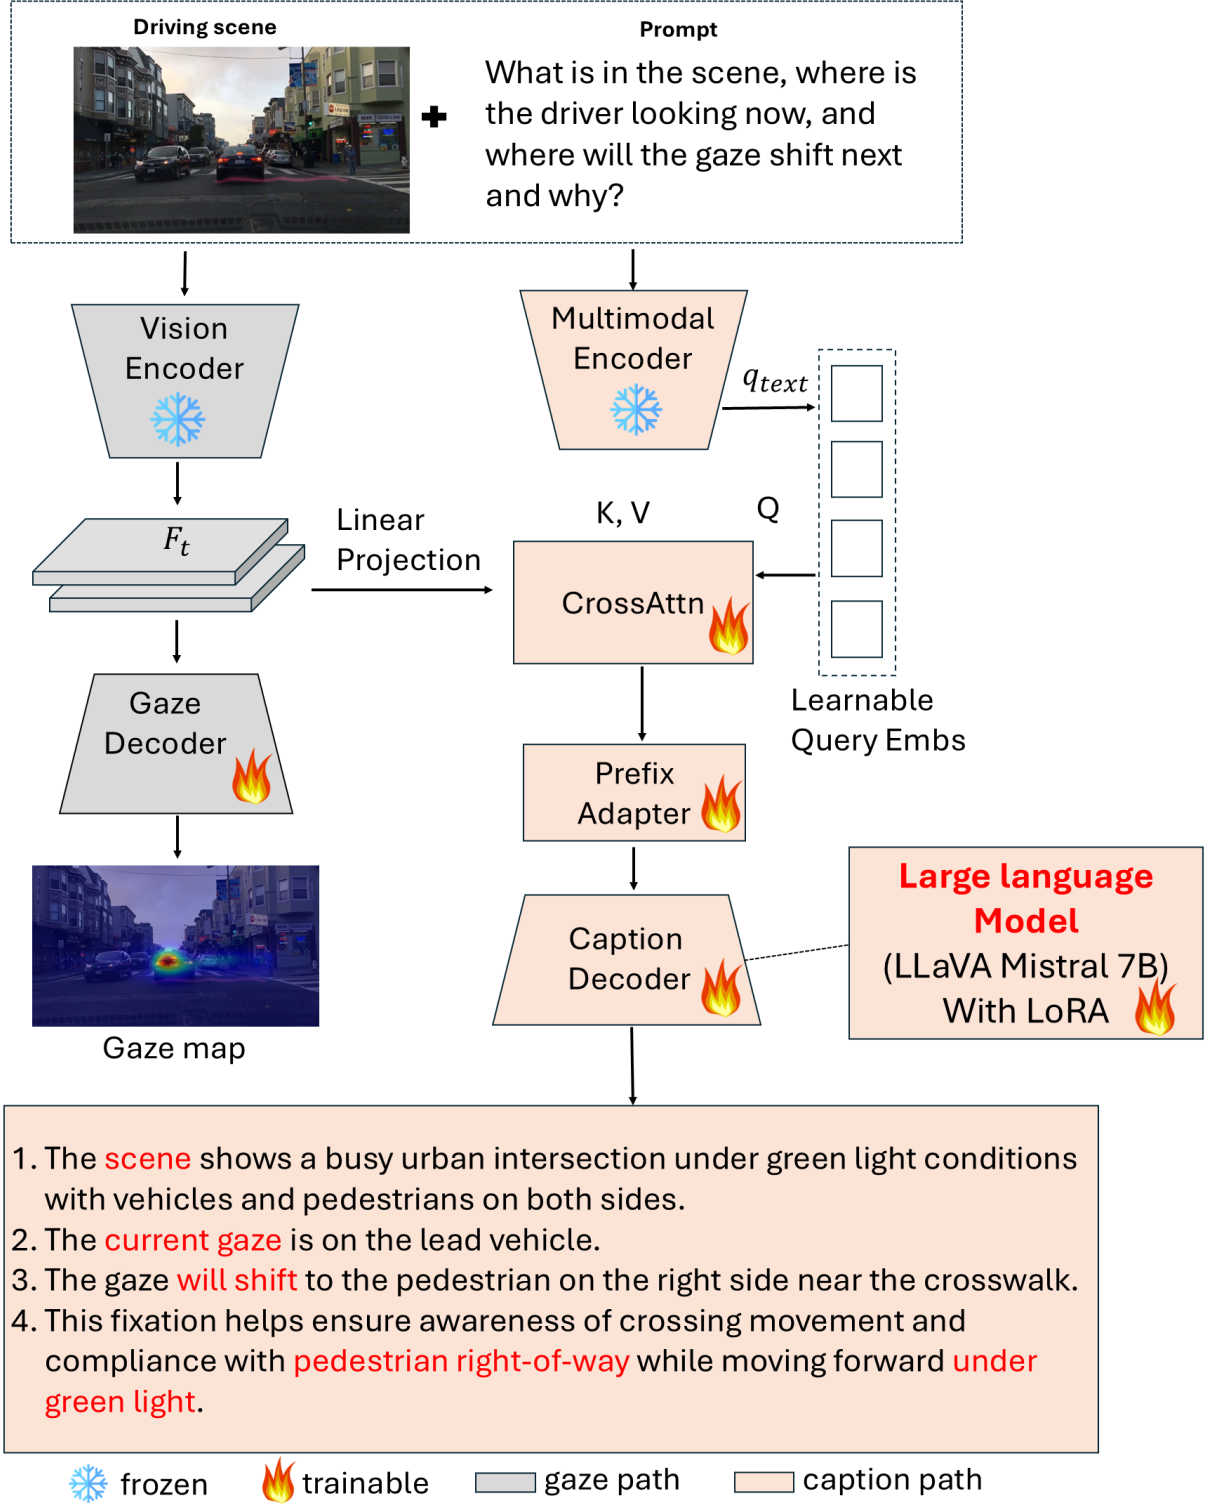 Driving scene
Prompt
What is in the scene, where is
the driver looking now, and
where will the gaze shift next
and why?
Vision
Encoder
Multimodal
Encoder
q_text
F_t
Linear
Projection
K, V
Q
CrossAttn
Learnable
Query Embs
Gaze
Decoder
Prefix
Adapter
Caption
Decoder
Large language
Model
(LLaVA Mistral 7B)
With LoRA
Gaze map
1. The scene shows a busy urban intersection under green light conditions
with vehicles and pedestrians on both sides.
2. The current gaze is on the lead vehicle.
3. The gaze will shift to the pedestrian on the right side near the crosswalk.
4. This fixation helps ensure awareness of crossing movement and
compliance with pedestrian right-of-way while moving forward under
green light.
frozen
trainable
gaze path
caption path